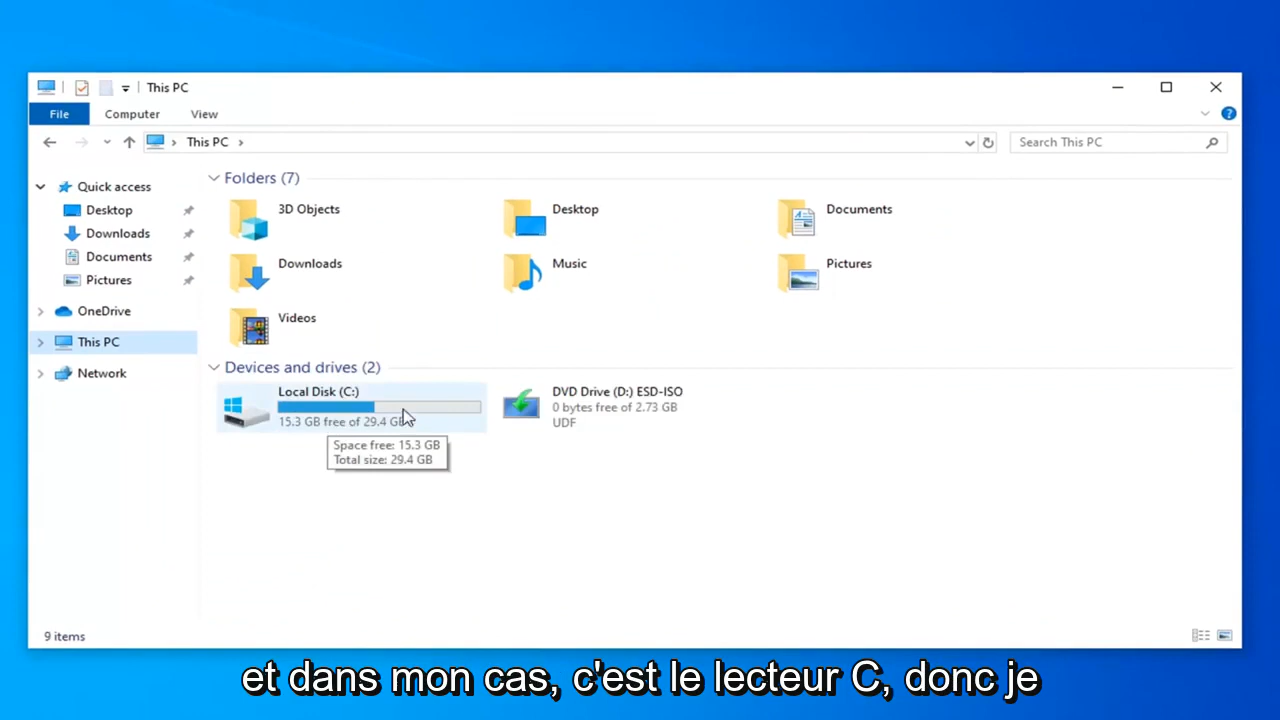 This PC
File
Computer
View
This PC
Search This PC
Quick access
Desktop
Downloads
Documents
Pictures
OneDrive
This PC
Network
Folders (7)
3D Objects
Desktop
Documents
Downloads
Music
Pictures
Videos
Devices and drives (2)
Local Disk (C:)
15.3 GB free of 29.4 GB
DVD Drive (D:) ESD-ISO
0 bytes free of 2.73 GB
UDF
Space free: 15.3 GB
Total size: 29.4 GB
9 items
et dans mon cas, c'est le lecteur C, donc je